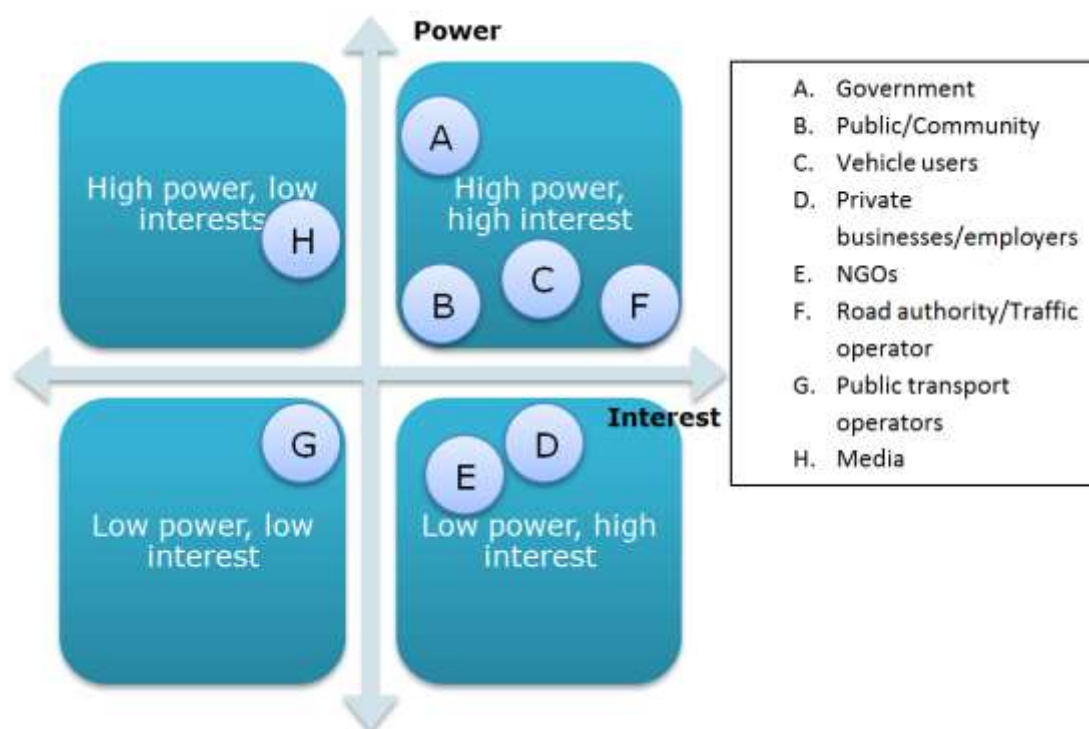 Power
A
High power, low
interests
H
High power,
high interest
B
C
F
Interest
G
Low power, low
interest
D
E
Low power, high
interest
A. Government
B. Public/Community
C. Vehicle users
D. Private
businesses/employers
E. NGOs
F. Road authority/Traffic
operator
G. Public transport
operators
H. Media